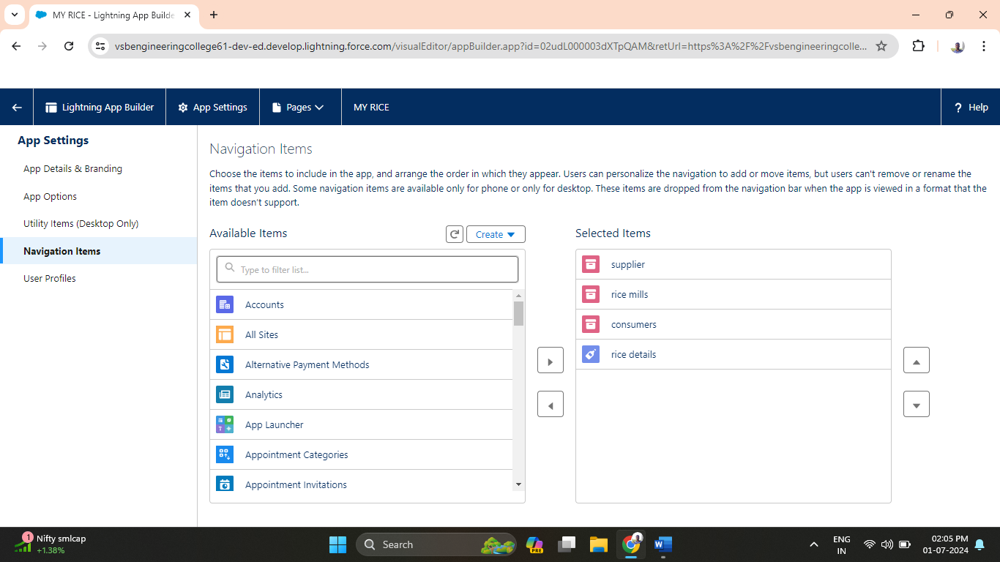 MY RICE - Lightning App Builde
vsbengineeringcollege61-dev-ed.develop.lightning.force.com/visualEditor/appBuilder.app?id=02udL000003dXTpQAM&retUrl=https%3A%2F%2Fvsbengineeringcolle...
Lightning App Builder
App Settings
Pages
MY RICE
? Help
App Settings
App Details & Branding
App Options
Utility Items (Desktop Only)
Navigation Items
User Profiles
Navigation Items
Choose the items to include in the app, and arrange the order in which they appear. Users can personalize the navigation to add or move items, but users can't remove or rename the
items that you add. Some navigation items are available only for phone or only for desktop. These items are dropped from the navigation bar when the app is viewed in a format that the
item doesn't support.
Available Items
Create
Type to filter list...
Accounts
All Sites
Alternative Payment Methods
Analytics
App Launcher
Appointment Categories
Appointment Invitations
Selected Items
supplier
rice mills
consumers
rice details
1
Nifty smlcap
+1.38%
Search
PRE
ENG
IN
02:05 PM
01-07-2024